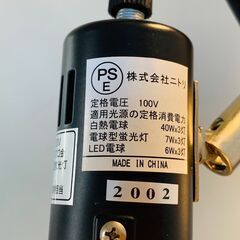 PS
E
株式会社ニトリ
定格電圧 100V
適用光源の定格消費電力
白熱電球 40Wx3灯
電球型蛍光灯 7Wx3灯
LED電球 6Wx3灯
MADE IN CHINA
2002